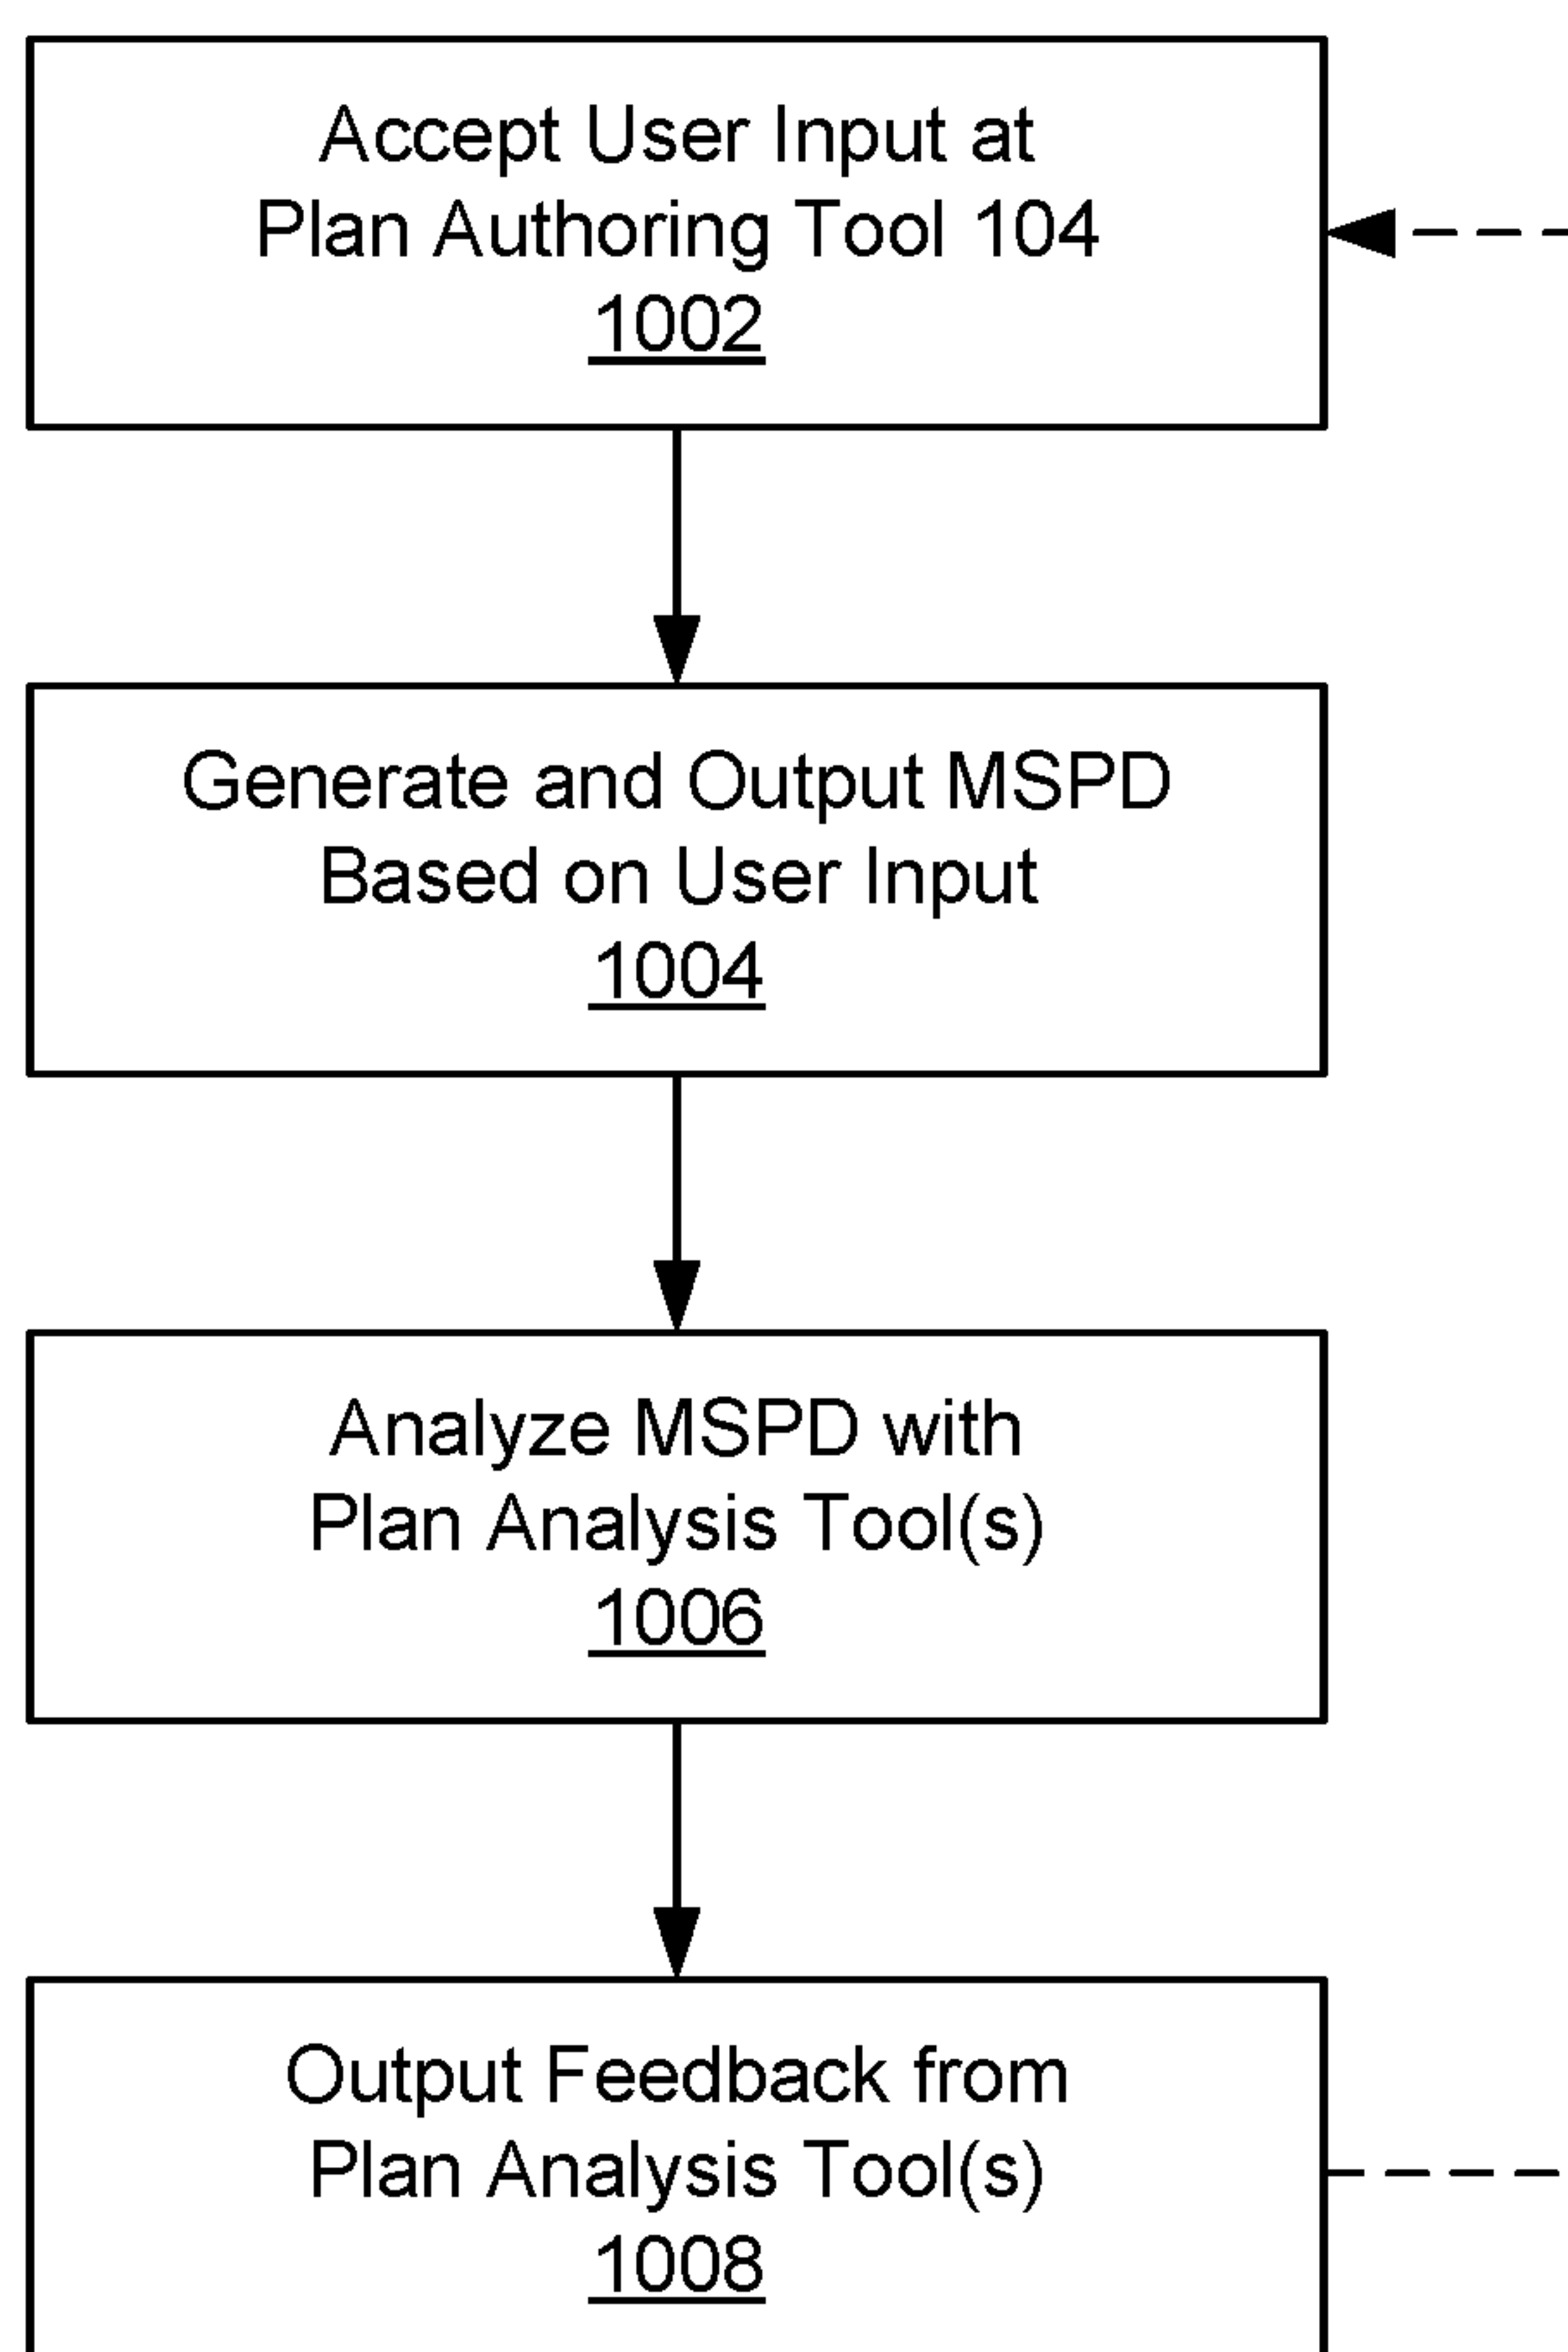 Accept User Input at
Plan Authoring Tool 104
1002
Generate and Output MSPD
Based on User Input
1004
Analyze MSPD with
Plan Analysis Tool(s)
1006
Output Feedback from
Plan Analysis Tool(s)
1008